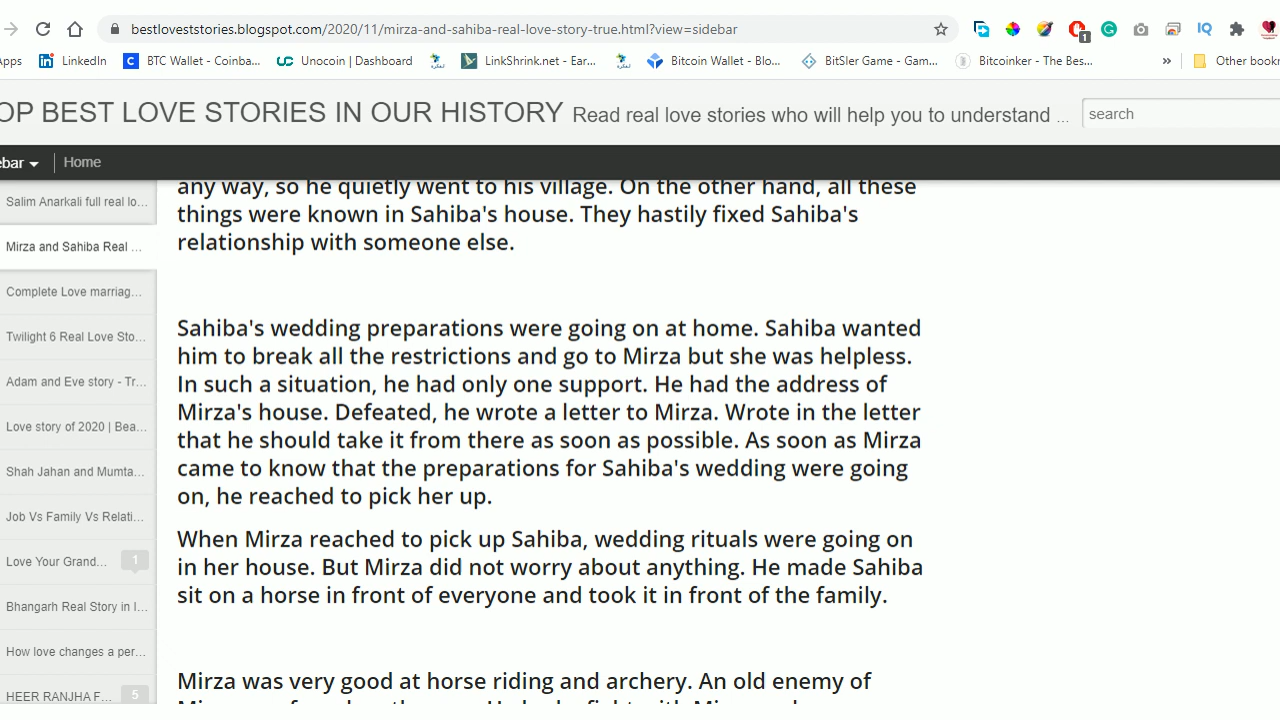 bestloveststories.blogspot.com/2020/11/mirza-and-sahiba-real-love-story-true.html?view=sidebar
1
IQ
pps LinkedIn BTC Wallet - Coinba... Unocoin | Dashboard LinkShrink.net - Ear... Bitcoin Wallet - Blo... BitSler Game - Gam... Bitcoinker - The Bes... » Other bookr
OP BEST LOVE STORIES IN OUR HISTORY Read real love stories who will help you to understand ... search
ebar Home
Salim Anarkali full real lo...
Mirza and Sahiba Real ...
Complete Love marriag...
Twilight 6 Real Love Sto...
Adam and Eve story - Tr...
Love story of 2020 | Bea...
Shah Jahan and Mumta...
Job Vs Family Vs Relati...
Love Your Grand... 1
Bhangarh Real Story in I...
How love changes a per...
HEER RANJHA F... 5
any way, so he quietly went to his village. On the other hand, all these
things were known in Sahiba's house. They hastily fixed Sahiba's
relationship with someone else.
Sahiba's wedding preparations were going on at home. Sahiba wanted
him to break all the restrictions and go to Mirza but she was helpless.
In such a situation, he had only one support. He had the address of
Mirza's house. Defeated, he wrote a letter to Mirza. Wrote in the letter
that he should take it from there as soon as possible. As soon as Mirza
came to know that the preparations for Sahiba's wedding were going
on, he reached to pick her up.
When Mirza reached to pick up Sahiba, wedding rituals were going on
in her house. But Mirza did not worry about anything. He made Sahiba
sit on a horse in front of everyone and took it in front of the family.
Mirza was very good at horse riding and archery. An old enemy of